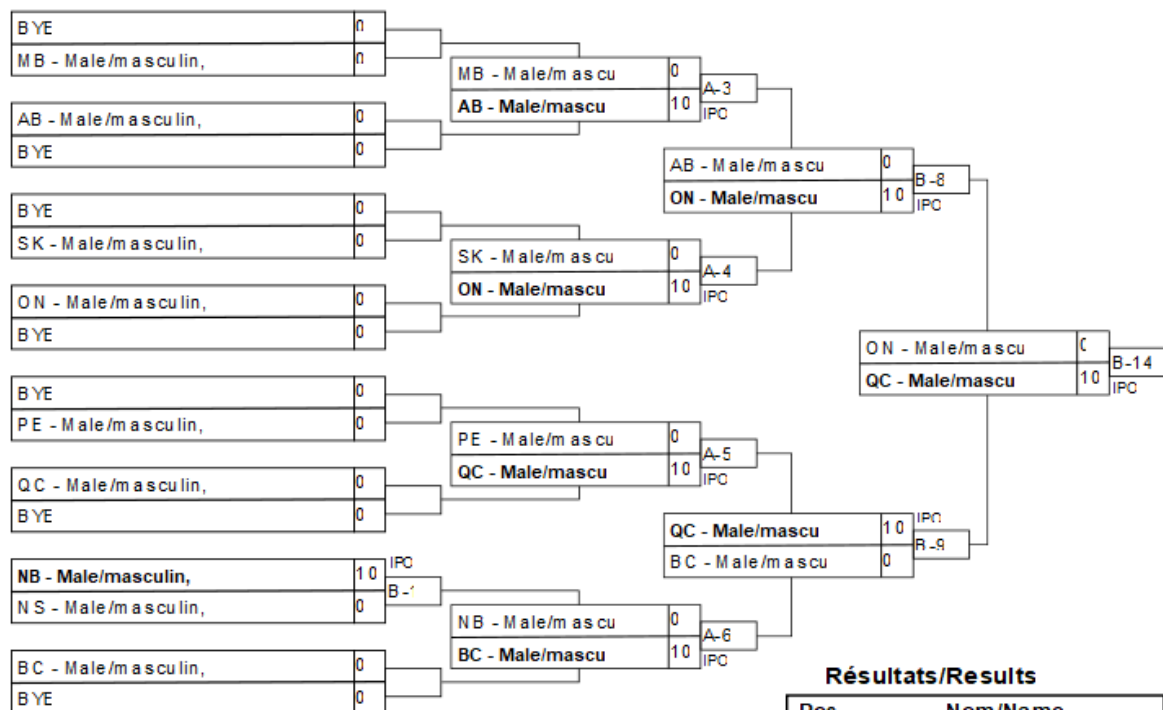 BYE 0
MB - Male/masculin, 0
AB - Male/masculin, 0
BYE 0
BYE 0
SK - Male/masculin, 0
ON - Male/masculin, 0
BYE 0
BYE 0
PE - Male/masculin, 0
QC - Male/masculin, 0
BYE 0
NB - Male/masculin, 10 IPO
B-1
NS - Male/masculin, 0
BC - Male/masculin, 0
BYE 0
MB - Male/mascu 0
A-3
AB - Male/mascu 10 IPO
SK - Male/mascu 0
A-4
ON - Male/mascu 10 IPO
PE - Male/mascu 0
A-5
QC - Male/mascu 10 IPO
NB - Male/mascu 0
A-6
BC - Male/mascu 10 IPO
AB - Male/mascu 0
B-8
ON - Male/mascu 10 IPO
QC - Male/mascu 10 IPO
B-9
BC - Male/mascu 0
ON - Male/mascu 0
B-14
QC - Male/mascu 10 IPO
Résultats/Results
Pos Nom/Name